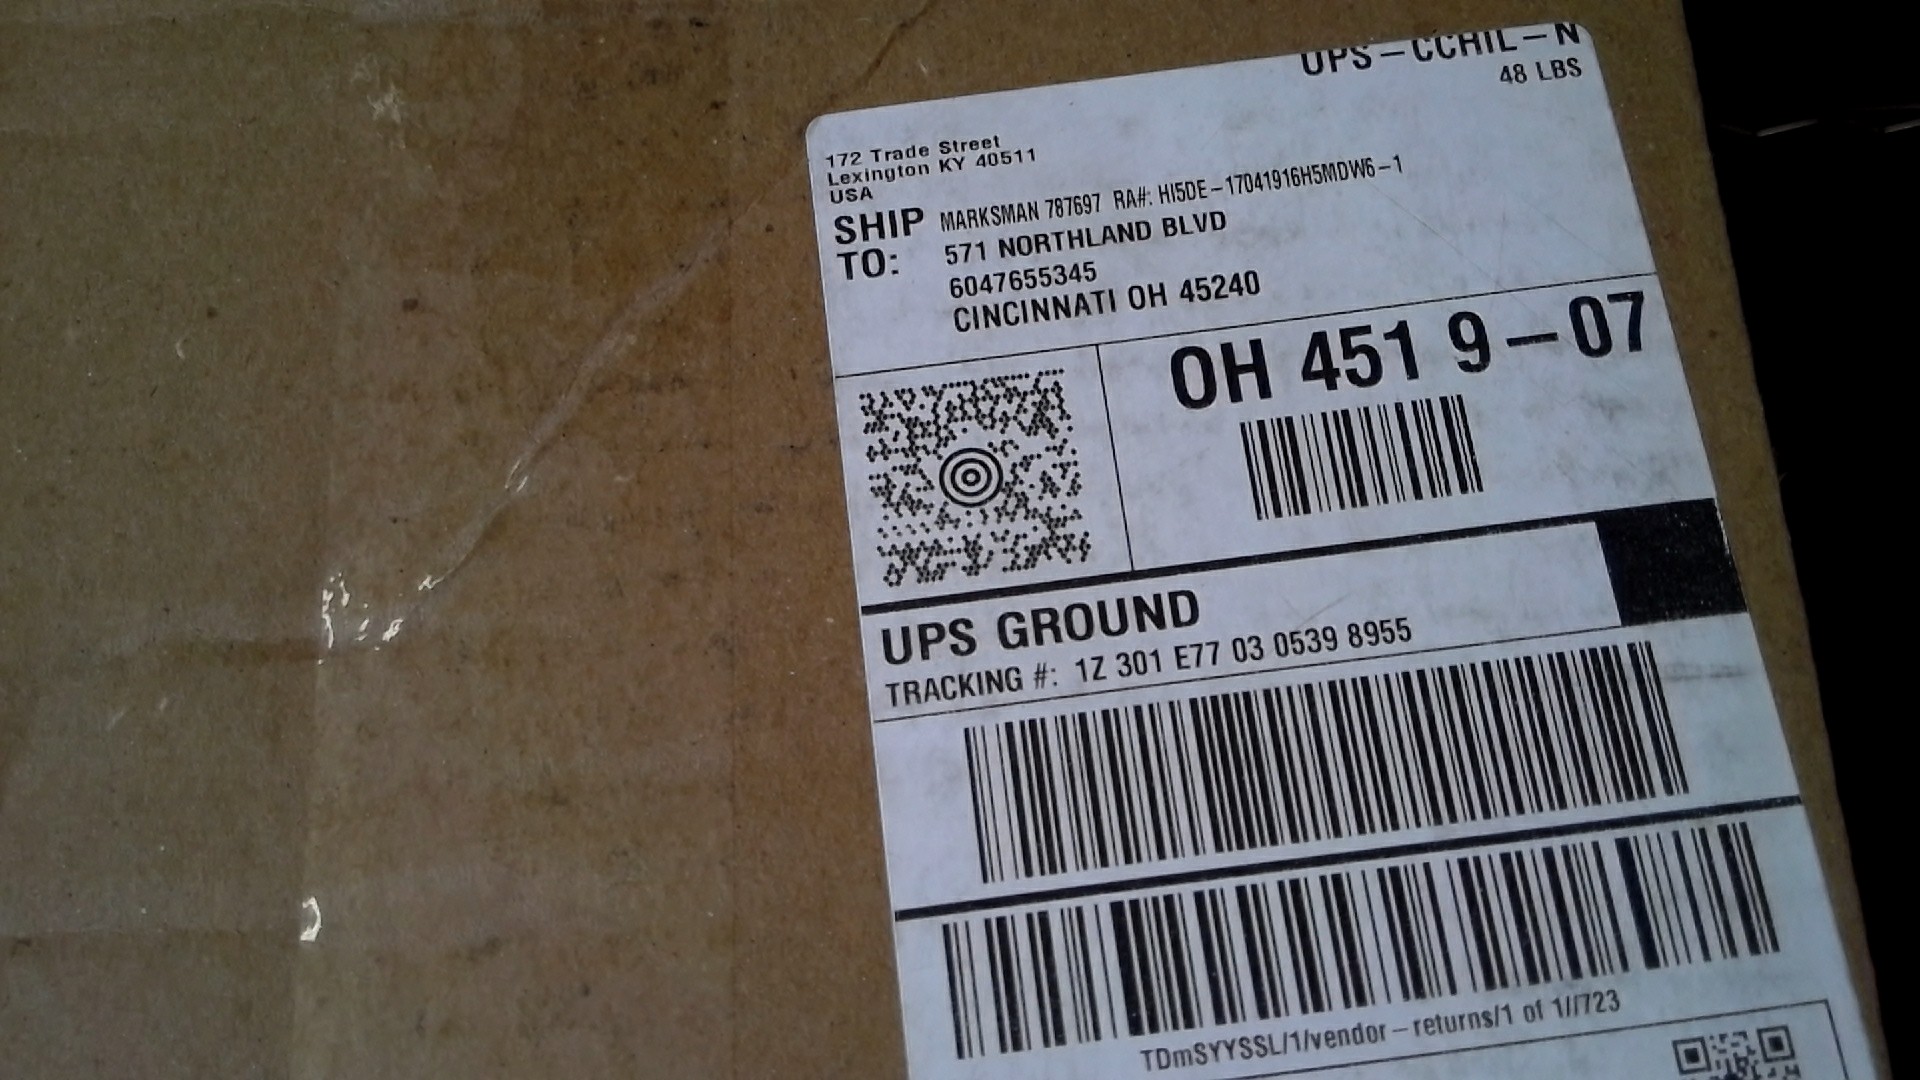 UPS-CCHIL-N
48 LBS
172 Trade Street
Lexington KY 40511
USA
SHIP TO:
MARKSMAN 787697 RA#: HI5DE-17041916H5MDW6-1
571 NORTHLAND BLVD
6047655345
CINCINNATI OH 45240
OH 451 9-07
UPS GROUND
TRACKING #: 1Z 301 E77 03 0539 8955
TDmSYYSSL/1/vendor-returns/1 of 1//723